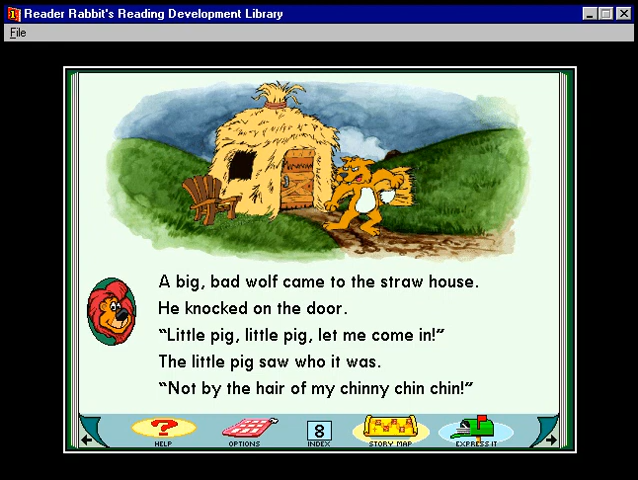 Reader Rabbit's Reading Development Library
File
A big, bad wolf came to the straw house.
He knocked on the door.
“Little pig, little pig, let me come in!”
The little pig saw who it was.
“Not by the hair of my chinny chin chin!”
?
8
HELP
OPTIONS
INDEX
STORY MAP
EXPRESS IT